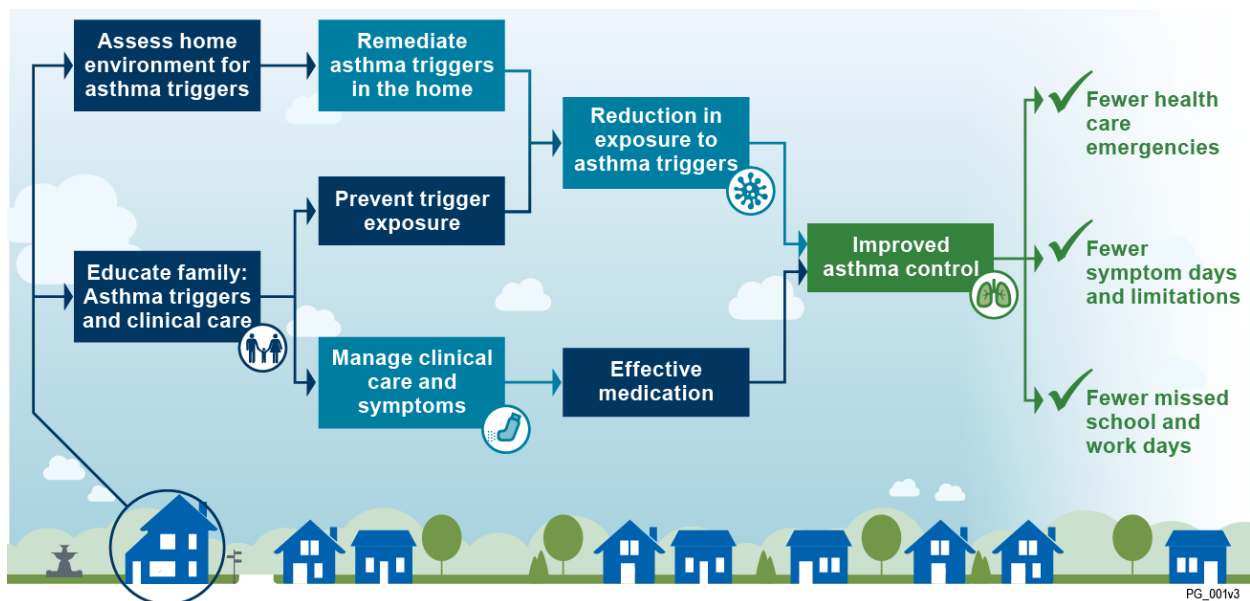 Assess home
environment for
asthma triggers
Remediate
asthma triggers
in the home
Reduction in
exposure to
asthma triggers
Prevent trigger
exposure
Educate family:
Asthma triggers
and clinical care
Manage clinical
care and
symptoms
Effective
medication
Improved
asthma control
Fewer health
care
emergencies
Fewer
symptom days
and limitations
Fewer missed
school and
work days
PG_001v3